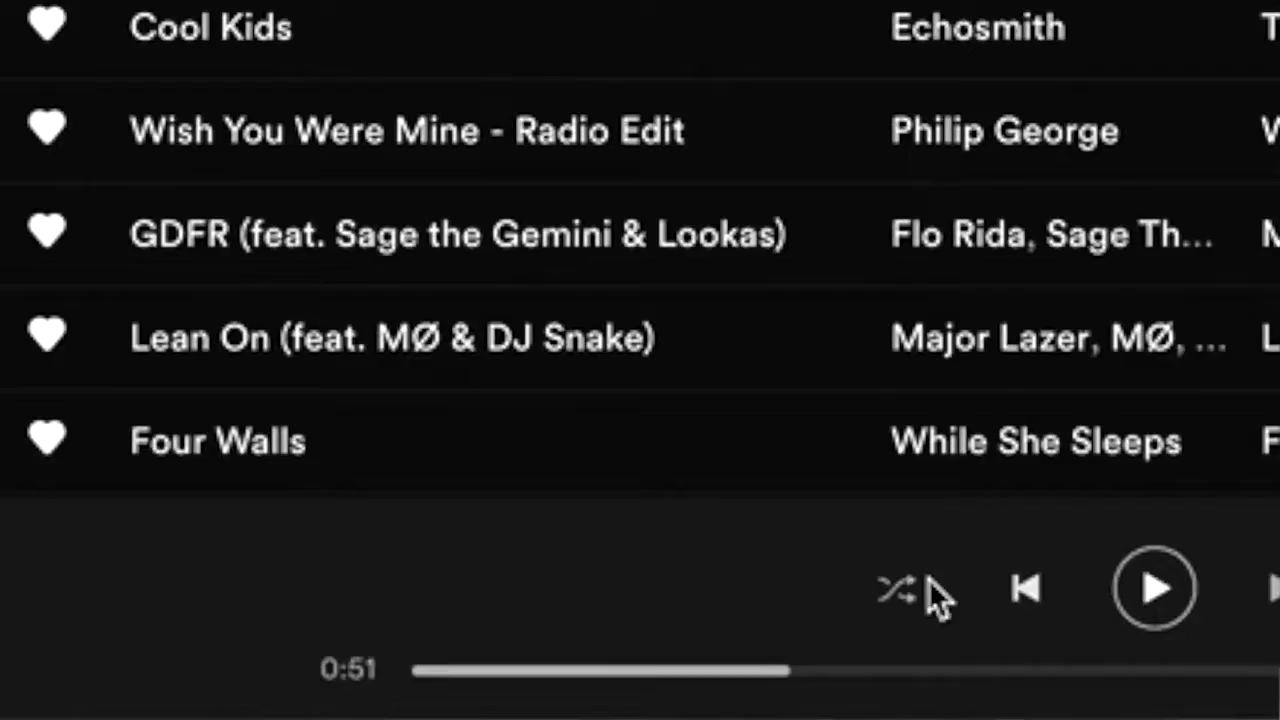 Cool Kids Echosmith T
Wish You Were Mine - Radio Edit Philip George W
GDFR (feat. Sage the Gemini & Lookas) Flo Rida, Sage Th... M
Lean On (feat. MØ & DJ Snake) Major Lazer, MØ, ... L
Four Walls While She Sleeps F
0:51